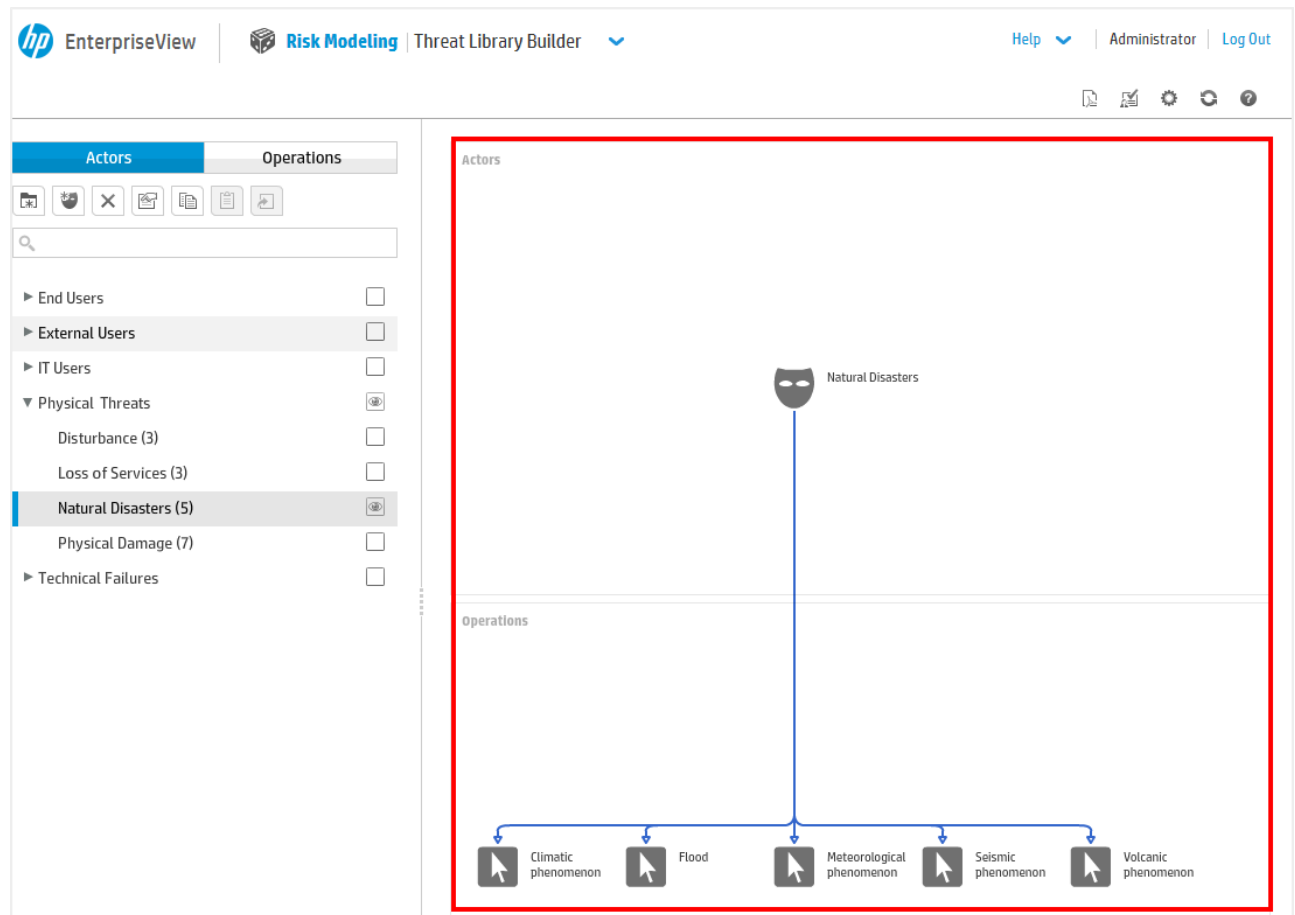 hp EnterpriseView Risk Modeling | Threat Library Builder Help Administrator Log Out
Actors Operations
End Users
External Users
IT Users
Physical Threats
Disturbance (3)
Loss of Services (3)
Natural Disasters (5)
Physical Damage (7)
Technical Failures
Actors
Natural Disasters
Operations
Climatic
phenomenon
Flood
Meteorological
phenomenon
Seismic
phenomenon
Volcanic
phenomenon